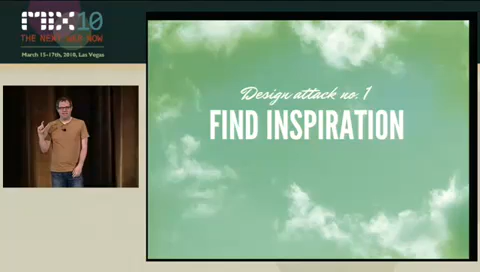 MIX10
THE NEXT WEB NOW
March 15-17th, 2010, Las Vegas
Design attack no. 1
FIND INSPIRATION